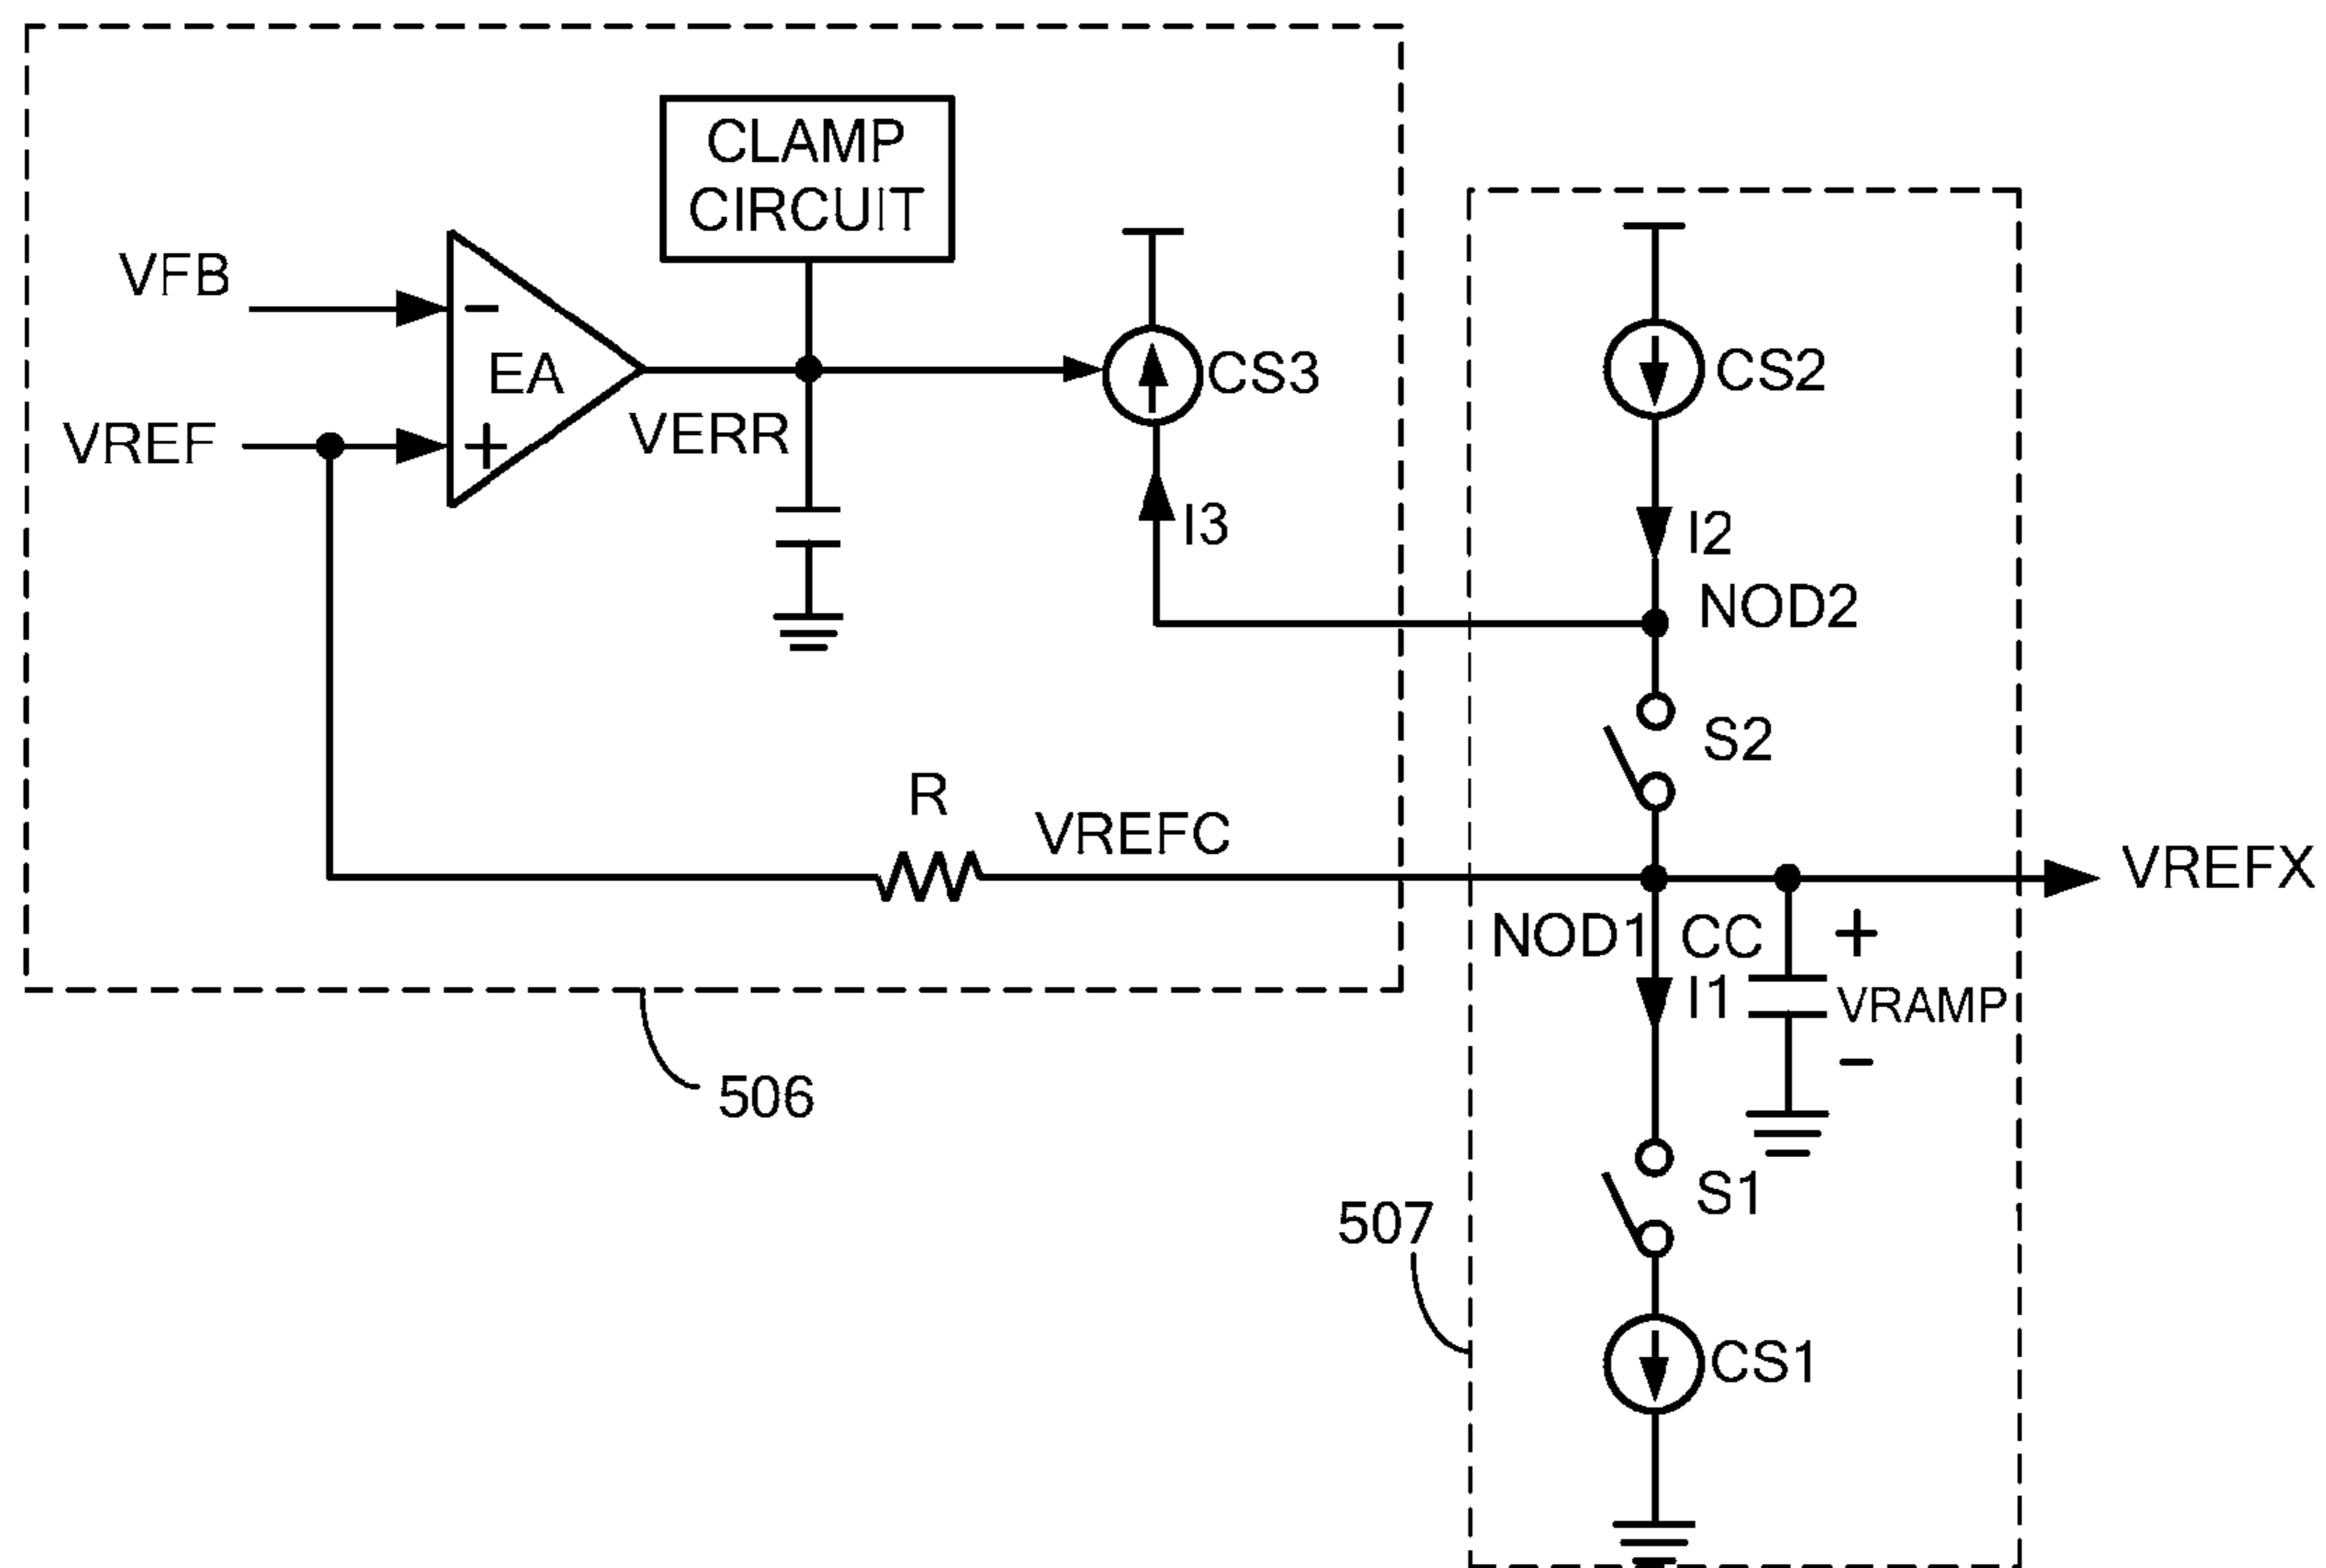 CLAMP
CIRCUIT
VFB
-
EA
VREF
+
VERR
CS3
CS2
I3
I2
NOD2
S2
R
VREFC
VREFX
NOD1
CC
+
I1
VRAMP
-
506
S1
507
CS1